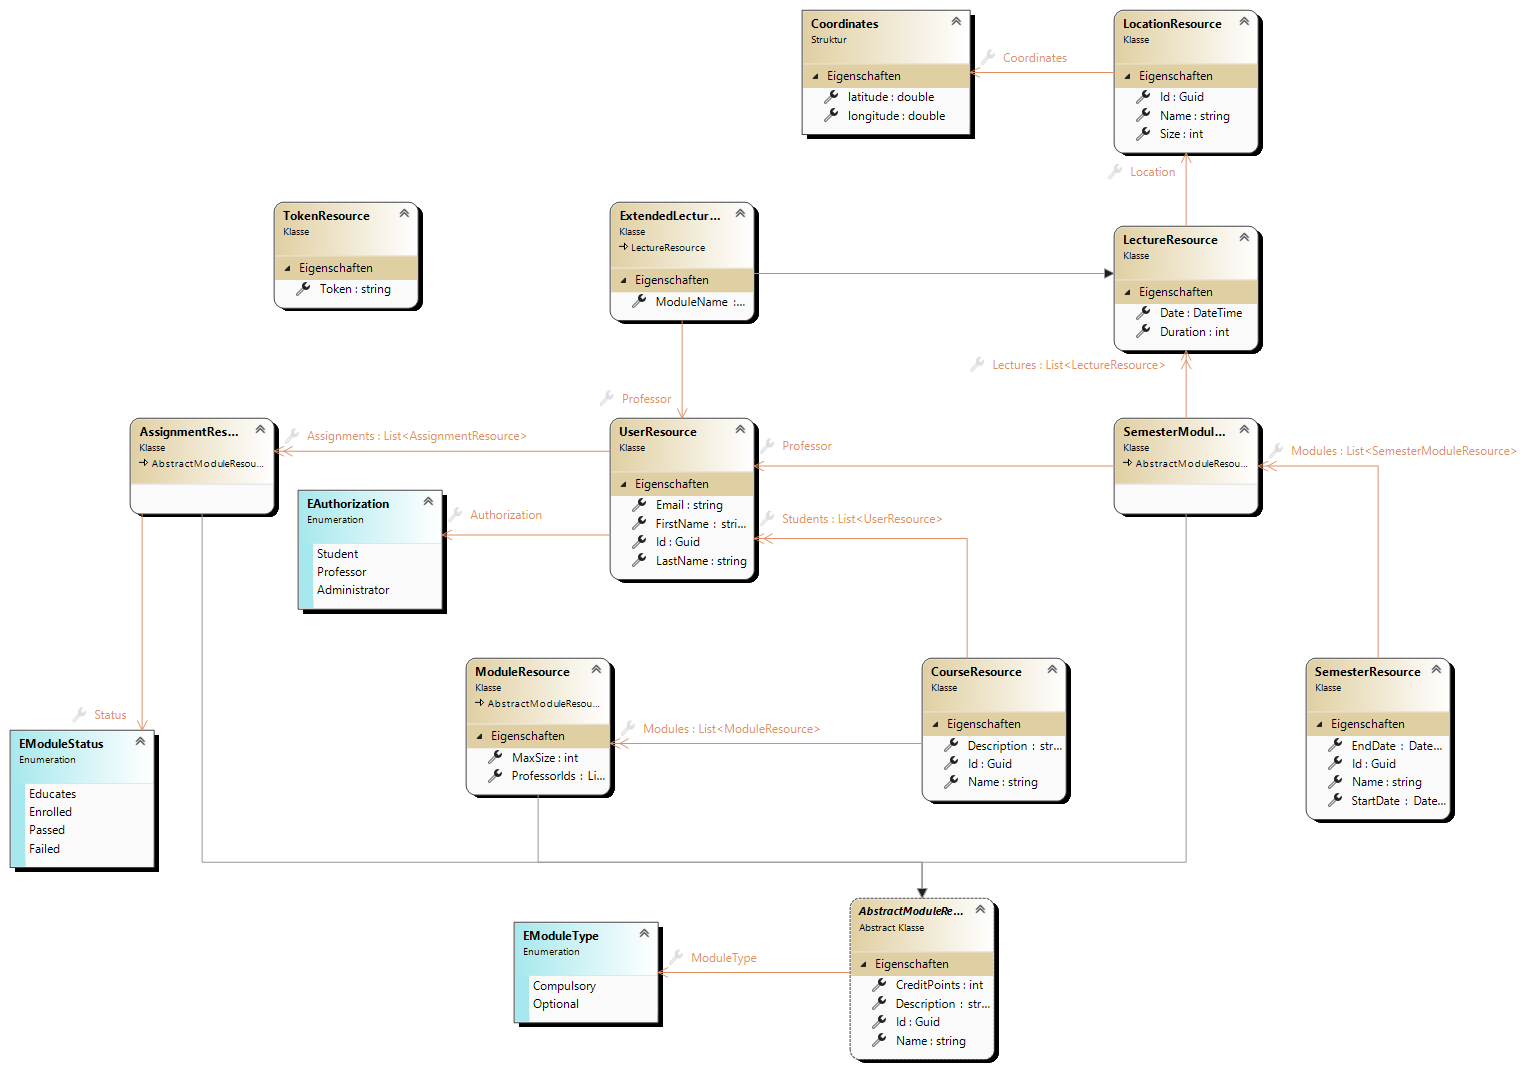 Coordinates
Struktur
Eigenschaften
latitude : double
longitude : double
Coordinates
LocationResource
Klasse
Eigenschaften
Id : Guid
Name : string
Size : int
Location
TokenResource
Klasse
Eigenschaften
Token : string
ExtendedLectur...
Klasse
LectureResource
Eigenschaften
ModuleName :...
LectureResource
Klasse
Eigenschaften
Date : DateTime
Duration : int
Lectures : List<LectureResource>
Professor
AssignmentRes...
Klasse
AbstractModuleResou...
Assignments : List<AssignmentResource>
UserResource
Klasse
Eigenschaften
Email : string
FirstName : stri...
Id : Guid
LastName : string
Professor
SemesterModul...
Klasse
AbstractModuleResou...
Modules : List<SemesterModuleResource>
EAuthorization
Enumeration
Student
Professor
Administrator
Authorization
Students : List<UserResource>
ModuleResource
Klasse
AbstractModuleResou...
Eigenschaften
MaxSize : int
ProfessorIds : Li...
Modules : List<ModuleResource>
CourseResource
Klasse
Eigenschaften
Description : str...
Id : Guid
Name : string
SemesterResource
Klasse
Eigenschaften
EndDate : Date...
Id : Guid
Name : string
StartDate : Date...
Status
EModuleStatus
Enumeration
Educates
Enrolled
Passed
Failed
EModuleType
Enumeration
Compulsory
Optional
ModuleType
AbstractModuleRe...
Abstract Klasse
Eigenschaften
CreditPoints : int
Description : str...
Id : Guid
Name : string